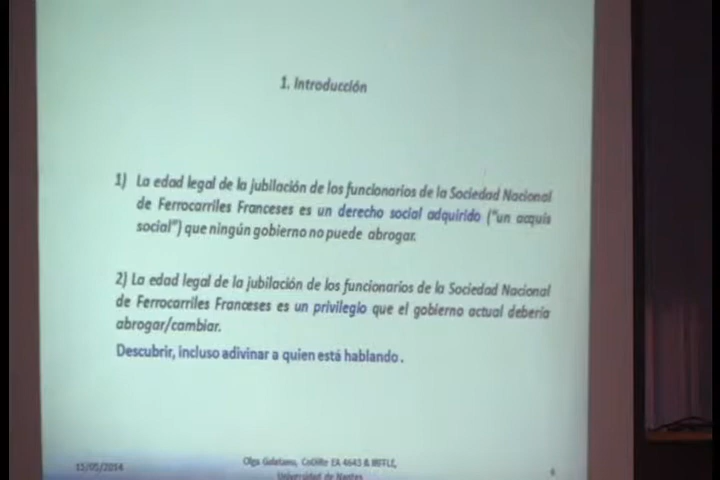 1. Introducción
1) La edad legal de la jubilación de los funcionarios de la Sociedad Nacional
de Ferrocarriles Franceses es un derecho social adquirido ("un acquis
social") que ningún gobierno no puede abrogar.
2) La edad legal de la jubilación de los funcionarios de la Sociedad Nacional
de Ferrocarriles Franceses es un privilegio que el gobierno actual debería
abrogar/cambiar.
Descubrir, incluso adivinar a quien está hablando.
15/05/2014
Olga Galatanu, CoDiRe EA 4643 &
Universidad de Nantes